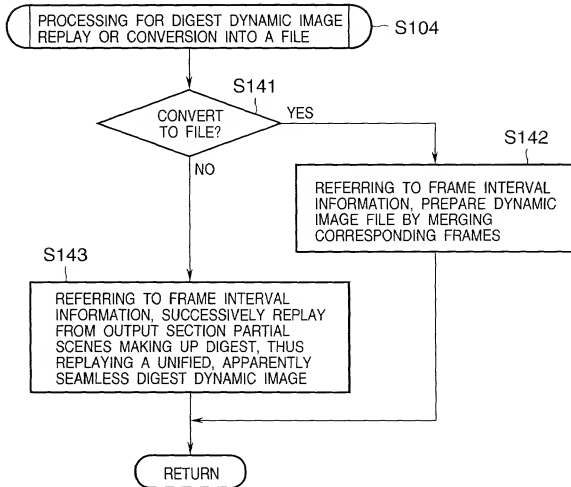 PROCESSING FOR DIGEST DYNAMIC IMAGE
REPLAY OR CONVERSION INTO A FILE
S104
S141
CONVERT
TO FILE?
YES
NO
S142
REFERRING TO FRAME INTERVAL
INFORMATION, PREPARE DYNAMIC
IMAGE FILE BY MERGING
CORRESPONDING FRAMES
S143
REFERRING TO FRAME INTERVAL
INFORMATION, SUCCESSIVELY REPLAY
FROM OUTPUT SECTION PARTIAL
SCENES MAKING UP DIGEST, THUS
REPLAYING A UNIFIED, APPARENTLY
SEAMLESS DIGEST DYNAMIC IMAGE
RETURN